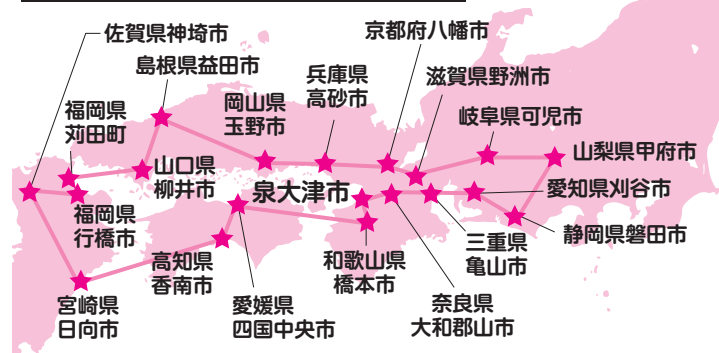 佐賀県神埼市
島根県益田市
福岡県
苅田町
山口県
柳井市
岡山県
玉野市
兵庫県
高砂市
京都府八幡市
滋賀県野洲市
岐阜県可児市
山梨県甲府市
愛知県刈谷市
静岡県磐田市
三重県
亀山市
奈良県
大和郡山市
泉大津市
和歌山県
橋本市
愛媛県
四国中央市
高知県
香南市
宮崎県
日向市
福岡県
行橋市